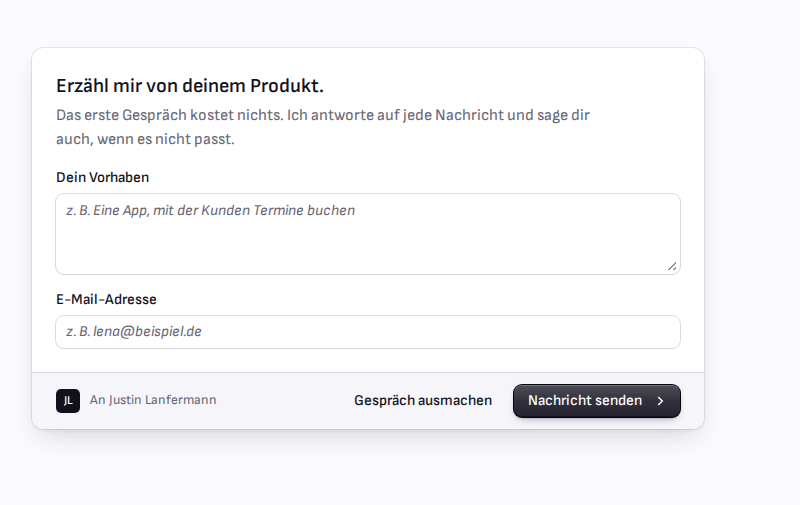 Erzähl mir von deinem Produkt.
Das erste Gespräch kostet nichts. Ich antworte auf jede Nachricht und sage dir
auch, wenn es nicht passt.
Dein Vorhaben
z. B. Eine App, mit der Kunden Termine buchen
E-Mail-Adresse
z. B. lena@beispiel.de
JL An Justin Lanfermann Gespräch ausmachen Nachricht senden